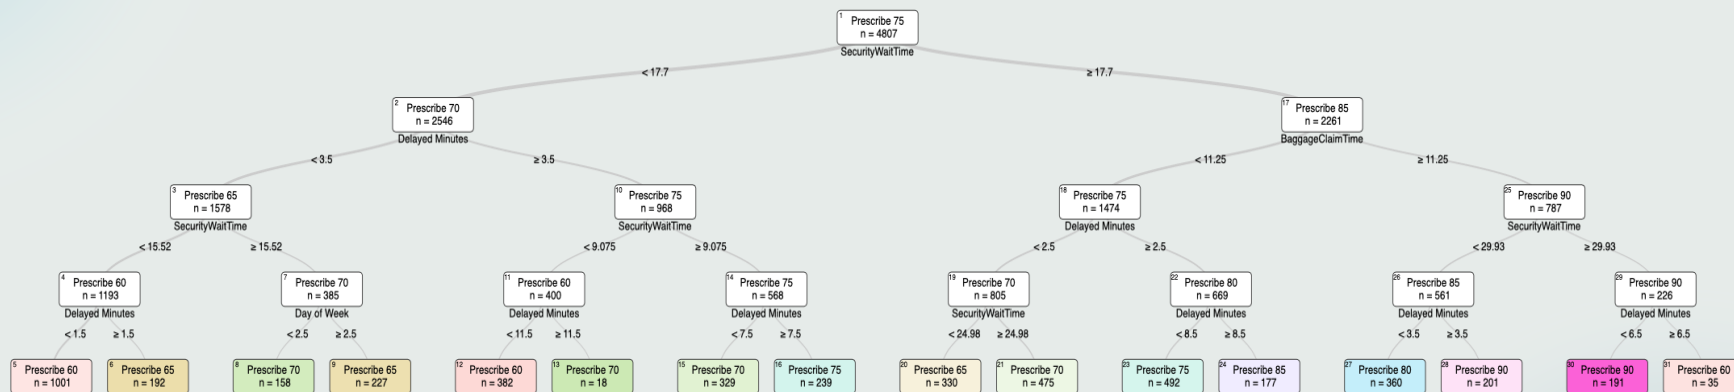 1 Prescribe 75
n = 4807
SecurityWaitTime
< 17.7 ≥ 17.7
2 Prescribe 70 17 Prescribe 85
n = 2546 n = 2261
Delayed Minutes BaggageClaimTime
< 3.5 ≥ 3.5 < 11.25 ≥ 11.25
3 Prescribe 65 10 Prescribe 75 18 Prescribe 75 25 Prescribe 90
n = 1578 n = 968 n = 1474 n = 787
SecurityWaitTime SecurityWaitTime Delayed Minutes SecurityWaitTime
< 15.52 ≥ 15.52 < 9.075 ≥ 9.075 < 2.5 ≥ 2.5 < 29.93 ≥ 29.93
4 Prescribe 60 7 Prescribe 70 11 Prescribe 60 14 Prescribe 75 19 Prescribe 70 22 Prescribe 80 26 Prescribe 85 29 Prescribe 90
n = 1193 n = 385 n = 400 n = 568 n = 805 n = 669 n = 561 n = 226
Delayed Minutes Day of Week Delayed Minutes Delayed Minutes SecurityWaitTime Delayed Minutes Delayed Minutes Delayed Minutes
< 1.5 ≥ 1.5 < 2.5 ≥ 2.5 < 11.5 ≥ 11.5 < 7.5 ≥ 7.5 < 24.98 ≥ 24.98 < 8.5 ≥ 8.5 < 3.5 ≥ 3.5 < 6.5 ≥ 6.5
5 Prescribe 60 6 Prescribe 65 8 Prescribe 70 9 Prescribe 65 12 Prescribe 60 13 Prescribe 70 15 Prescribe 70 16 Prescribe 75 20 Prescribe 65 21 Prescribe 70 23 Prescribe 75 24 Prescribe 85 27 Prescribe 80 28 Prescribe 90 30 Prescribe 90 31 Prescribe 60
n = 1001 n = 192 n = 158 n = 227 n = 382 n = 18 n = 329 n = 239 n = 330 n = 475 n = 492 n = 177 n = 360 n = 201 n = 191 n = 35